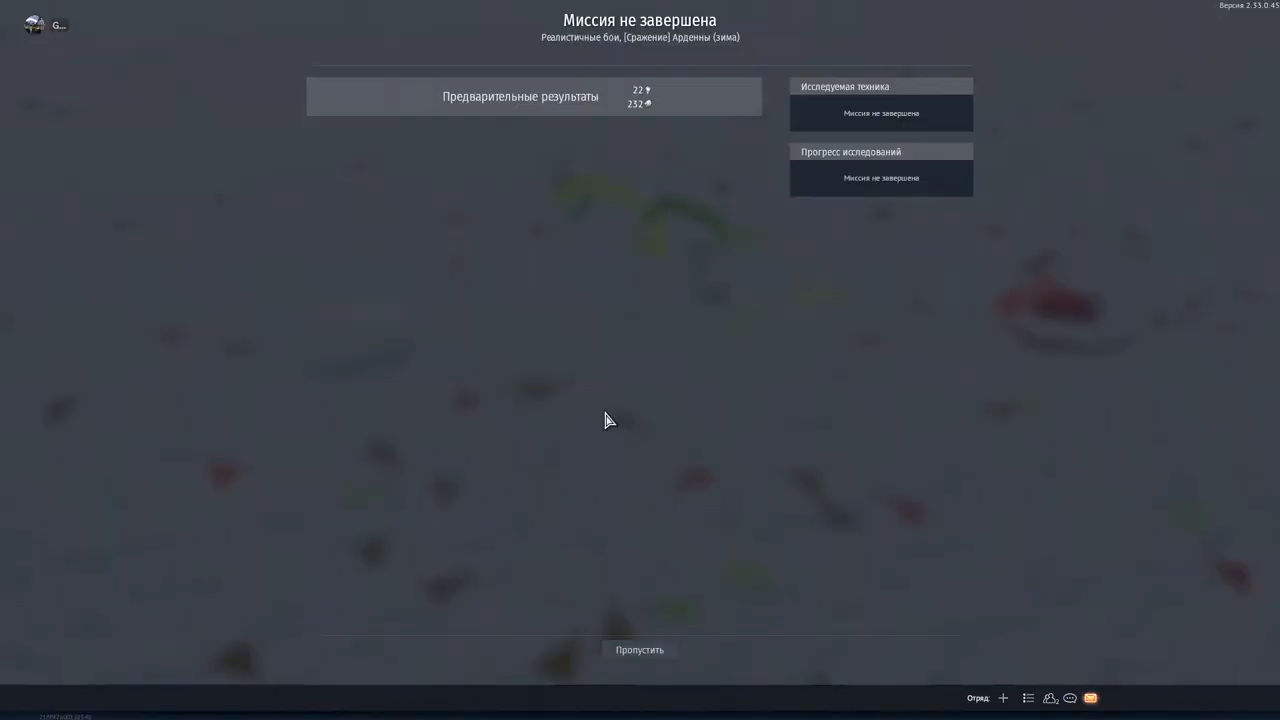 Версия 2.33.0.45
G...
Миссия не завершена
Реалистичные бои, [Сражение] Арденны (зима)
Предварительные результаты
22
232
Исследуемая техника
Миссия не завершена
Прогресс исследований
Миссия не завершена
Пропустить
Отряд:
2